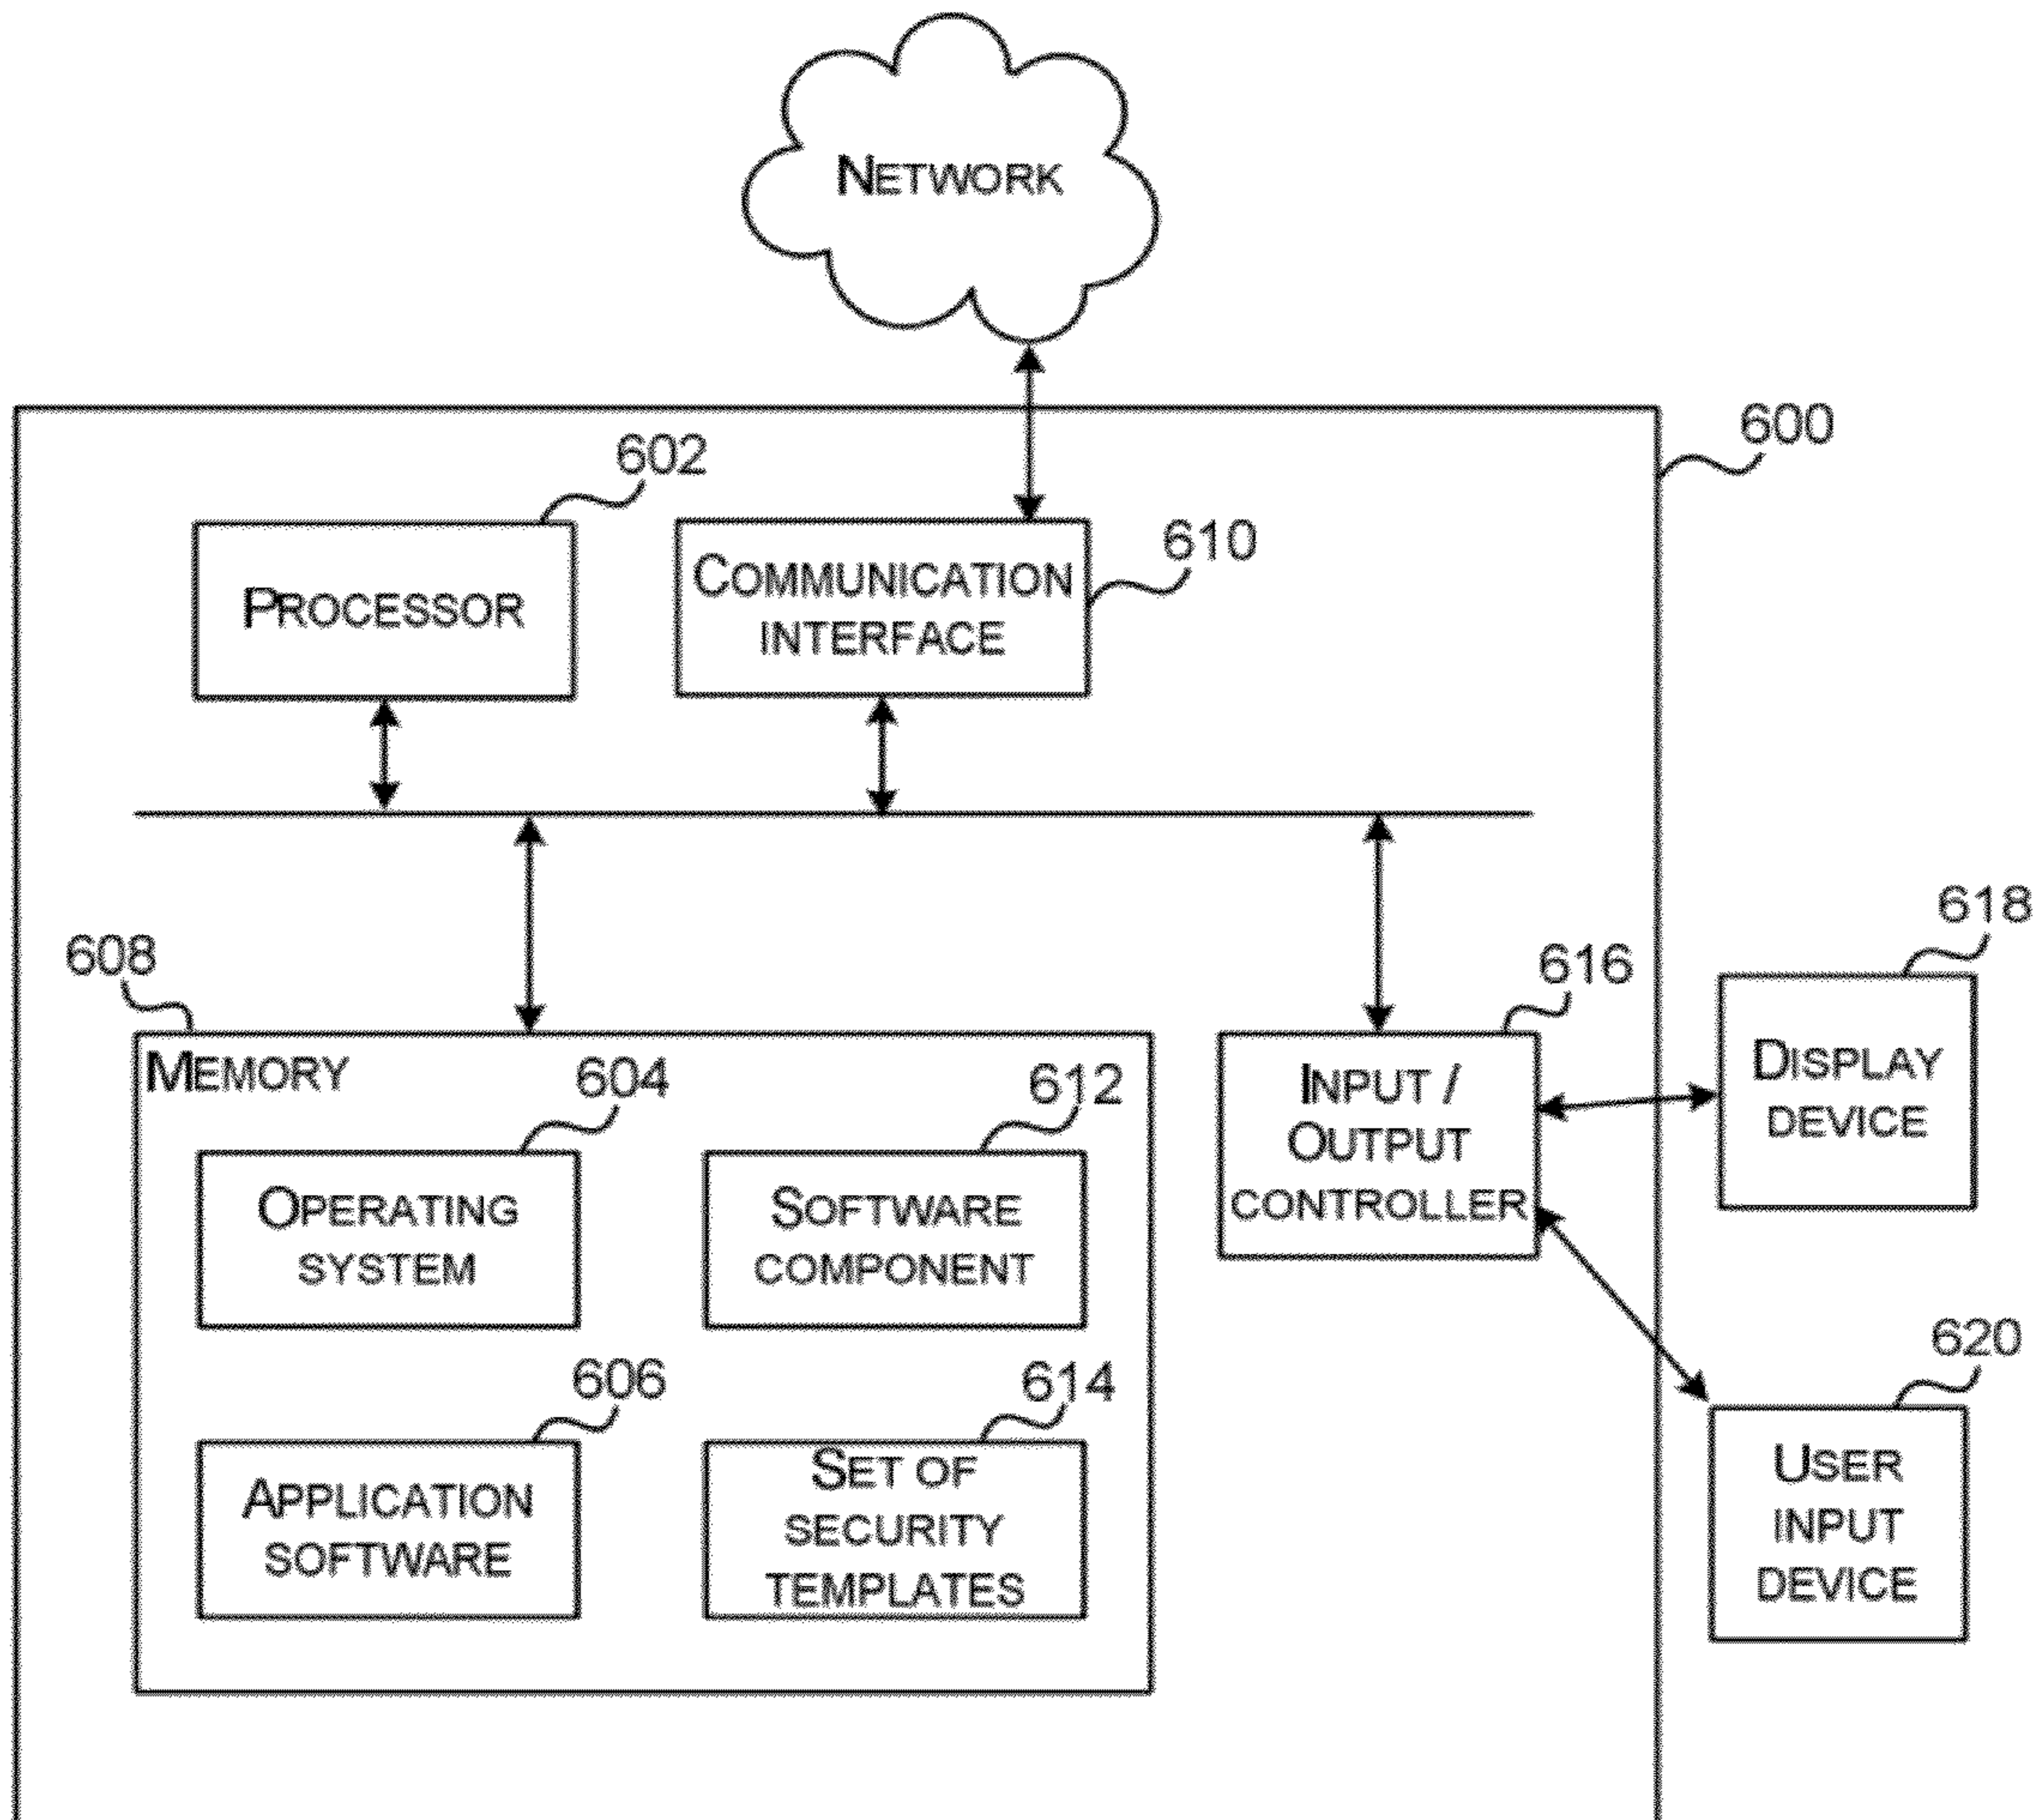 NETWORK
600
602
610
PROCESSOR
COMMUNICATION
INTERFACE
608
616
618
MEMORY
604
612
INPUT /
OUTPUT
CONTROLLER
DISPLAY
DEVICE
OPERATING
SYSTEM
SOFTWARE
COMPONENT
606
614
620
APPLICATION
SOFTWARE
SET OF
SECURITY
TEMPLATES
USER
INPUT
DEVICE